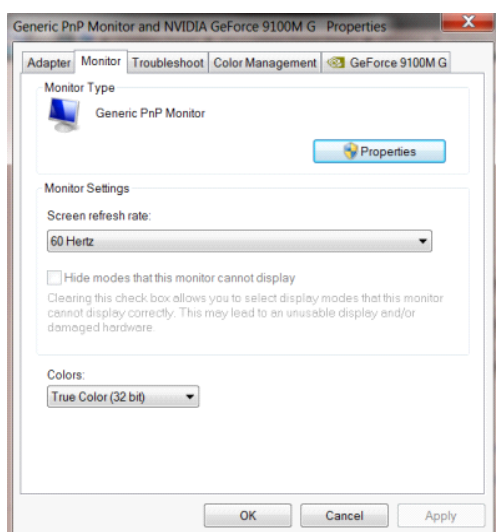 Generic PnP Monitor and NVIDIA GeForce 9100M G Properties
Adapter Monitor Troubleshoot Color Management GeForce 9100M G
Monitor Type
Generic PnP Monitor
Properties
Monitor Settings
Screen refresh rate:
60 Hertz
Hide modes that this monitor cannot display
Clearing this check box allows you to select display modes that this monitor
cannot display correctly. This may lead to an unusable display and/or
damaged hardware.
Colors:
True Color (32 bit)
OK Cancel Apply